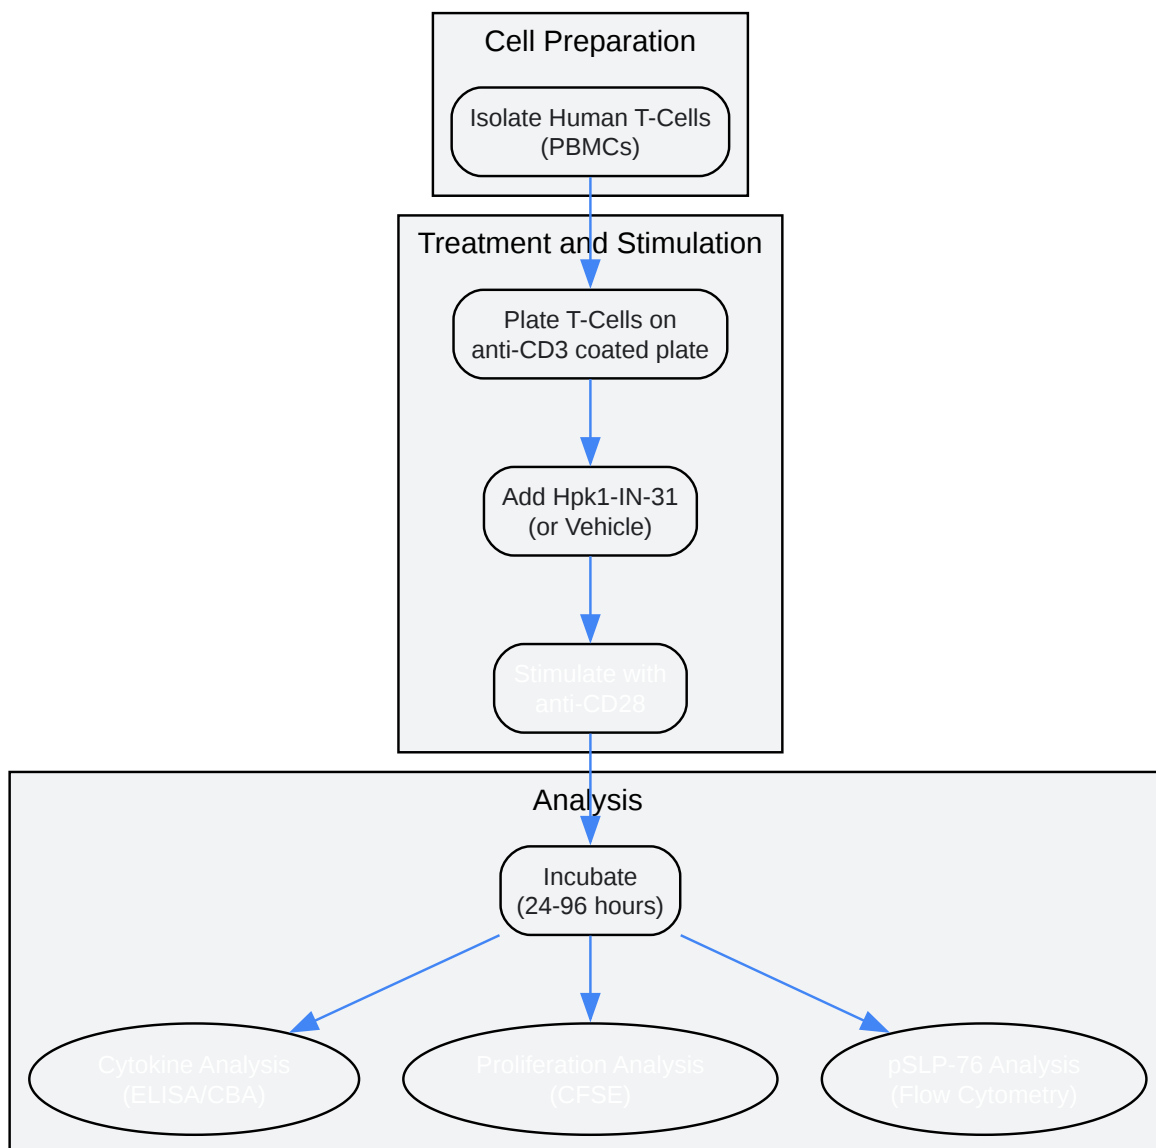 Cell Preparation
Isolate Human T-Cells
(PBMCs)
Treatment and Stimulation
Plate T-Cells on
anti-CD3 coated plate
Add Hpk1-IN-31
(or Vehicle)
Stimulate with
anti-CD28
Analysis
Incubate
(24-96 hours)
Cytokine Analysis
(ELISA/CBA)
Proliferation Analysis
(CFSE)
pSLP-76 Analysis
(Flow Cytometry)